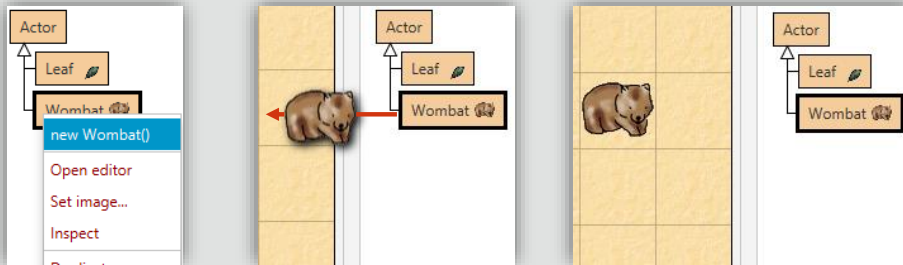 Actor
Leaf
Wombat
new Wombat()
Open editor
Set image...
Inspect
Actor
Leaf
Wombat
Actor
Leaf
Wombat